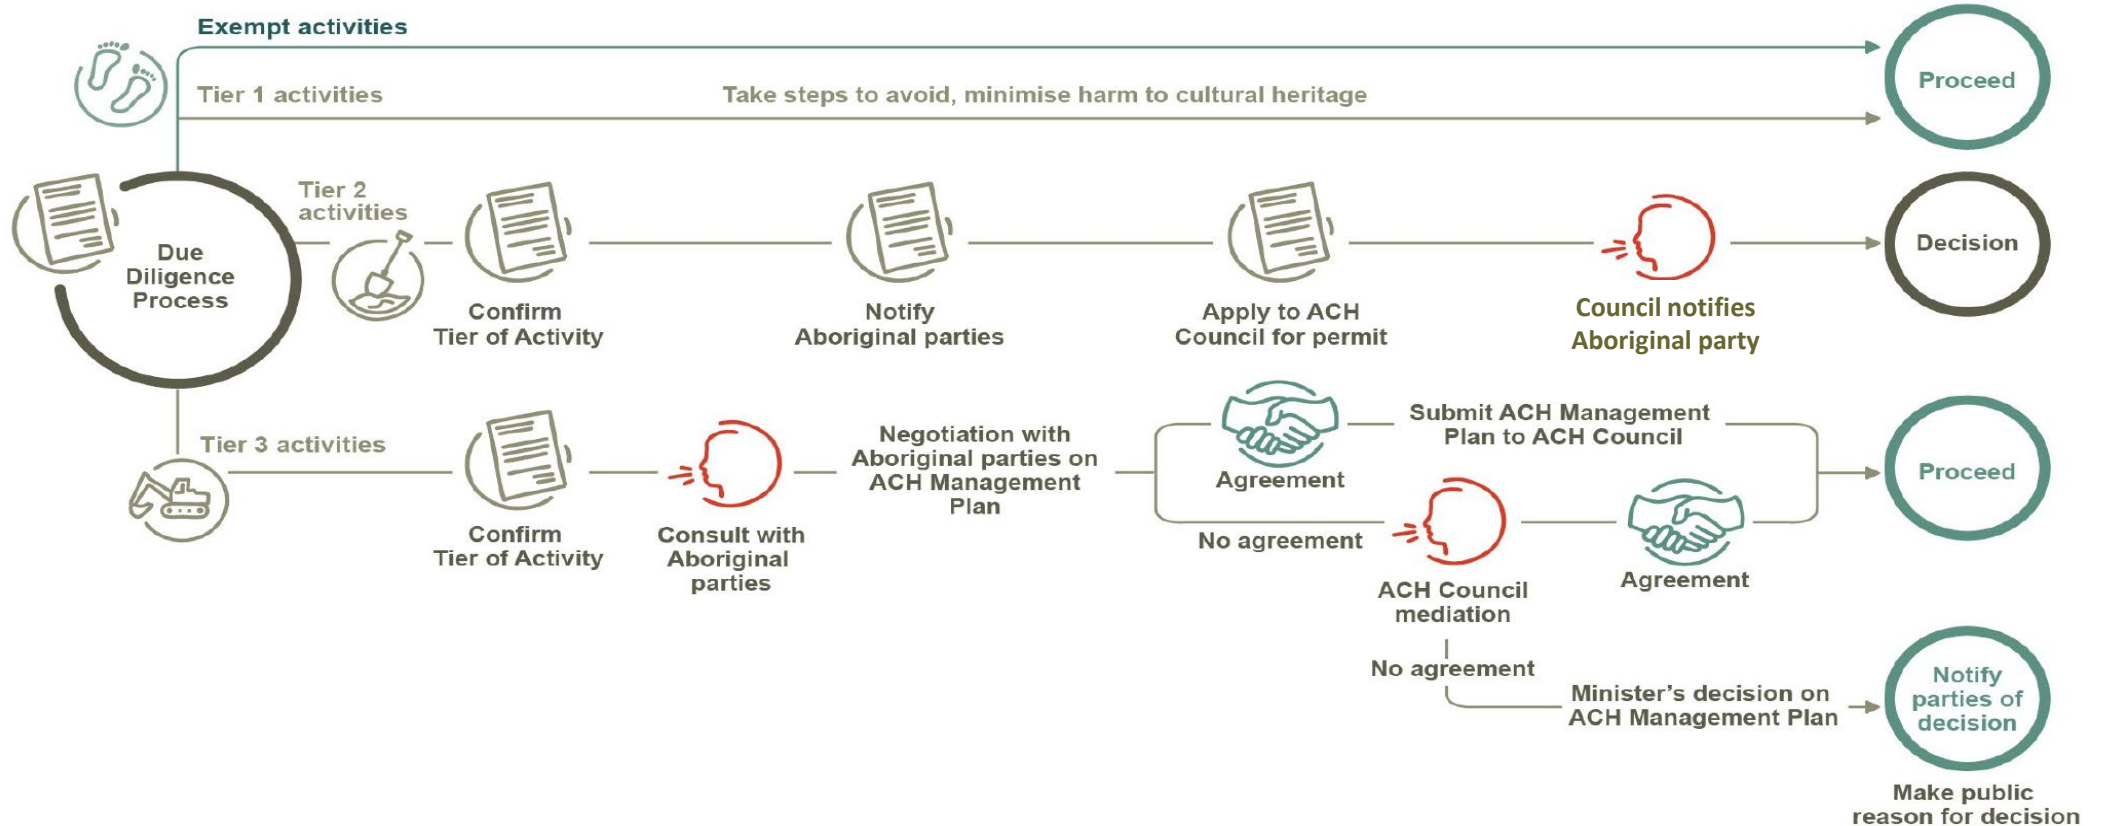 Exempt activities
Tier 1 activities
Take steps to avoid, minimise harm to cultural heritage
Proceed
Due
Diligence
Process
Tier 2
activities
Confirm
Tier of Activity
Notify
Aboriginal parties
Apply to ACH
Council for permit
Council notifies
Aboriginal party
Decision
Tier 3 activities
Confirm
Tier of Activity
Consult with
Aboriginal
parties
Negotiation with
Aboriginal parties on
ACH Management
Plan
Agreement
Submit ACH Management
Plan to ACH Council
No agreement
ACH Council
mediation
Agreement
Proceed
No agreement
Minister's decision on
ACH Management Plan
Notify
parties of
decision
Make public
reason for decision